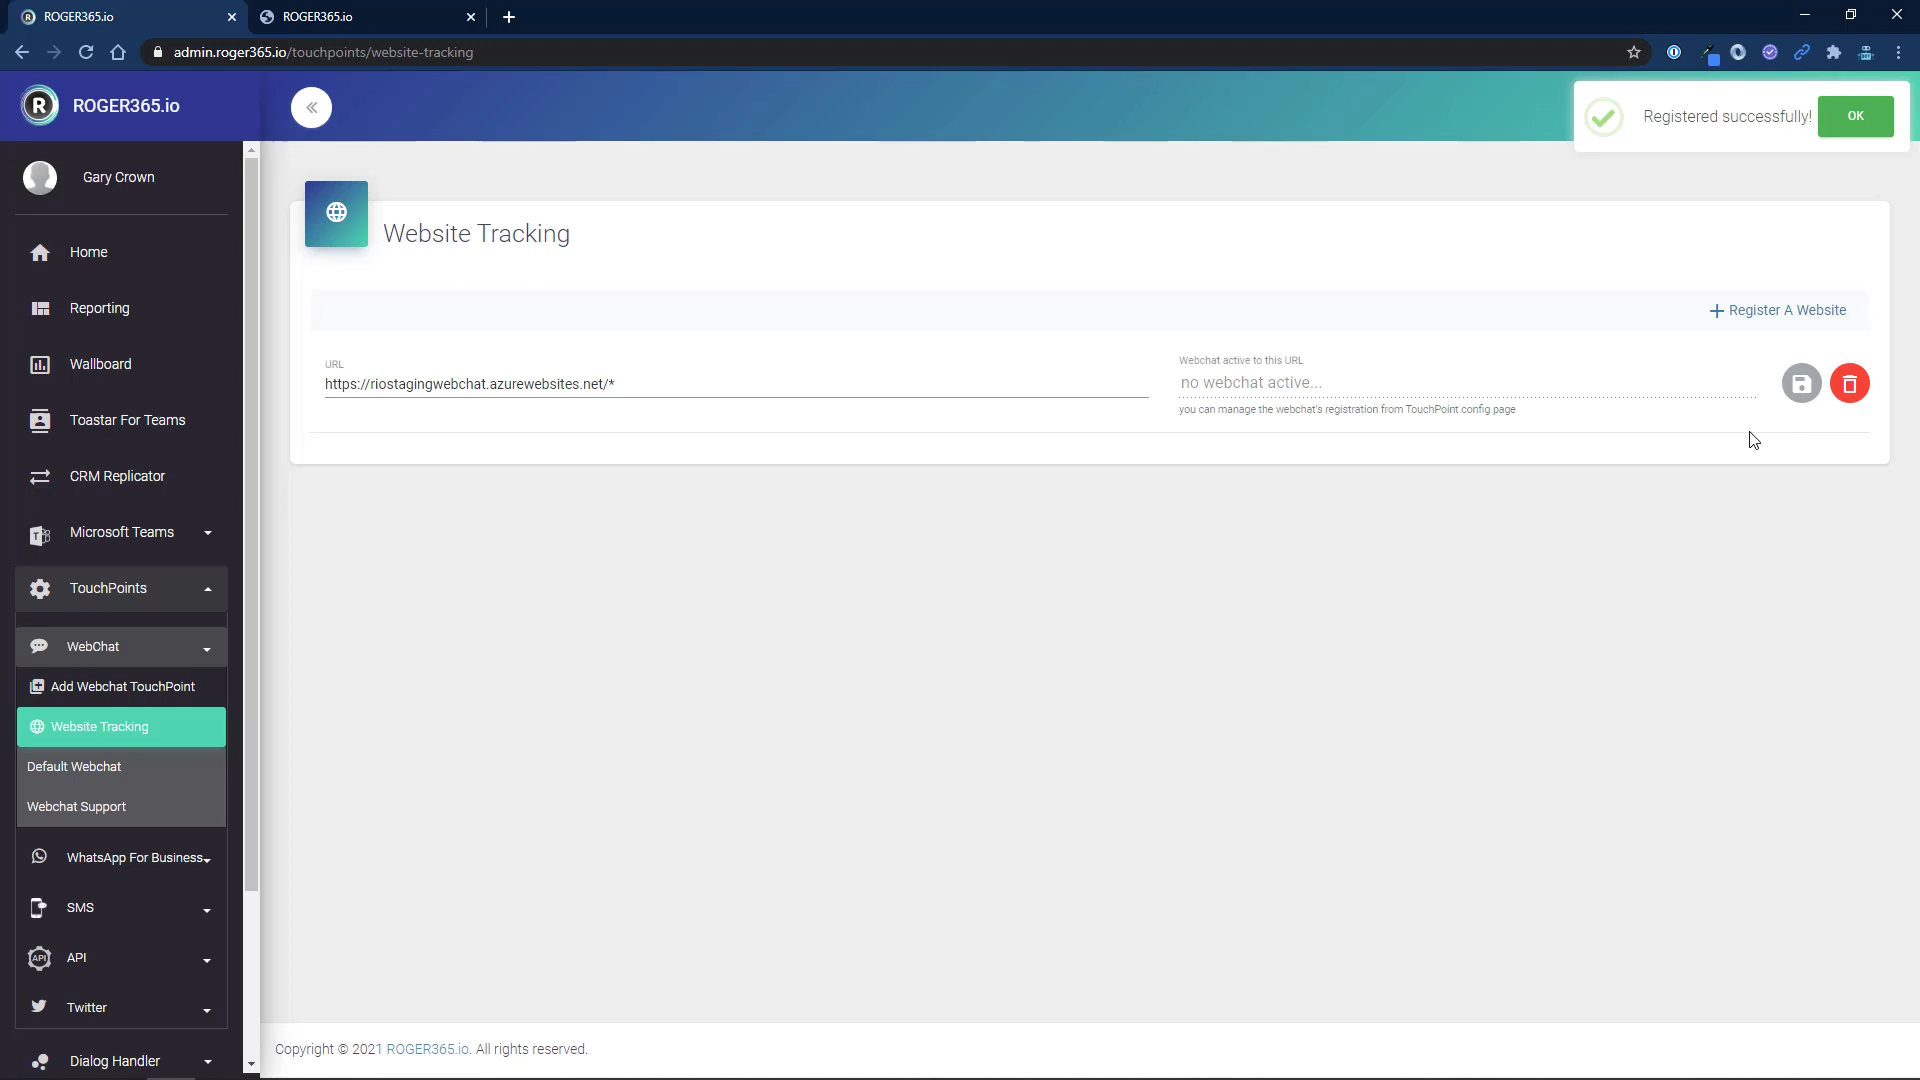 ROGER365.io
ROGER365.io
admin.roger365.io/touchpoints/website-tracking
R ROGER365.io
Registered successfully!
OK
Gary Crown
Home
Reporting
Wallboard
Toastar For Teams
CRM Replicator
Microsoft Teams
TouchPoints
WebChat
Add Webchat TouchPoint
Website Tracking
Default Webchat
Webchat Support
WhatsApp For Business
SMS
API
API
Twitter
Dialog Handler
Website Tracking
Register A Website
URL
https://riostagingwebchat.azurewebsites.net/*
Webchat active to this URL
no webchat active...
you can manage the webchat's registration from TouchPoint config page
Copyright © 2021 ROGER365.io. All rights reserved.